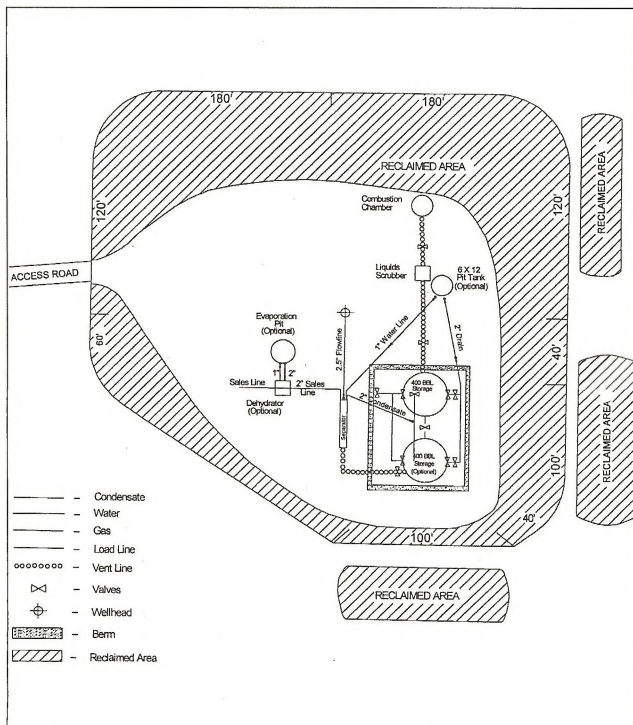 180'
180'
RECLAIMED AREA
120'
120'
RECLAIMED AREA
Combustion
Chamber
ACCESS ROAD
Liquids
Scrubber
6 X 12
Pit Tank
(Optional)
Evaporation
Pit
(Optional)
2.5" Flowline
1" Water Line
2" Drain
60'
40'
1"
2"
Sales Line
2" Sales
Line
Dehydrator
(Optional)
Separator
2" Condensate
400 BBL
Storage
400 BBL
Storage
(Optional)
RECLAIMED AREA
100'
40'
100'
RECLAIMED AREA
– Condensate
– Water
– Gas
– Load Line
– Vent Line
– Valves
– Wellhead
– Berm
– Reclaimed Area